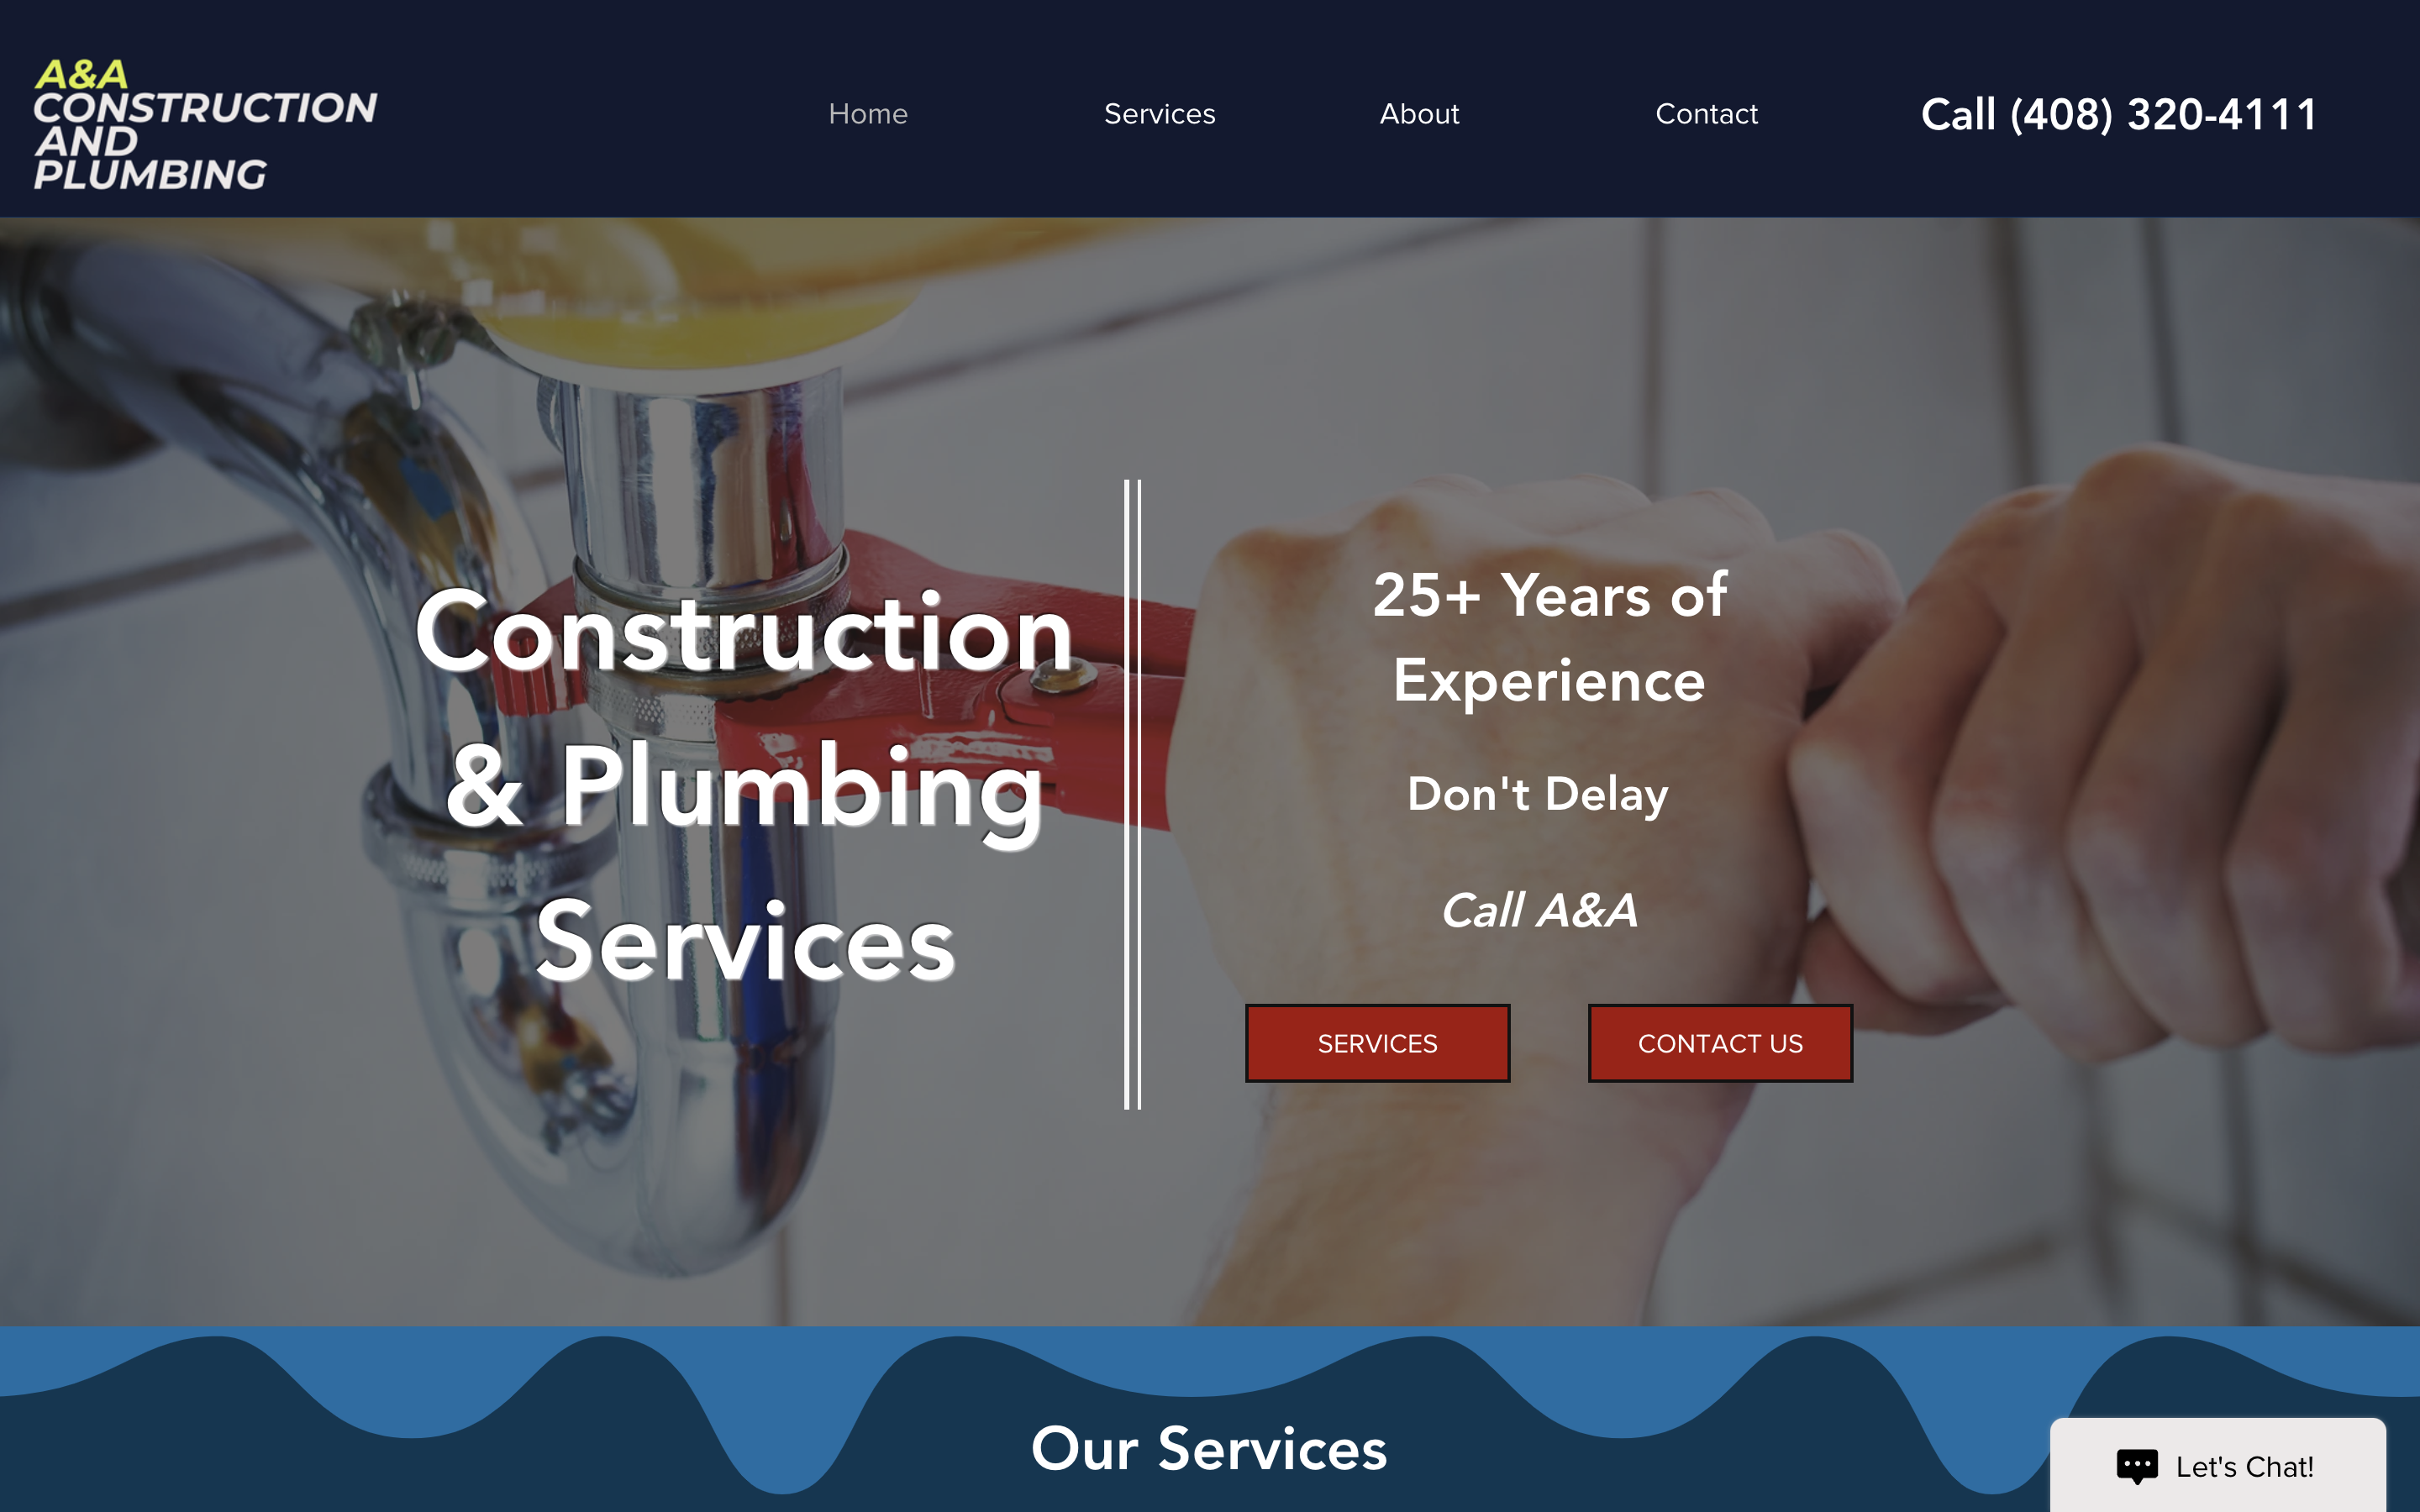 A&A
CONSTRUCTION
AND
PLUMBING
Home
Services
About
Contact
Call (408) 320-4111
Construction
& Plumbing
Services
25+ Years of
Experience
Don't Delay
Call A&A
SERVICES
CONTACT US
Our Services
Let's Chat!